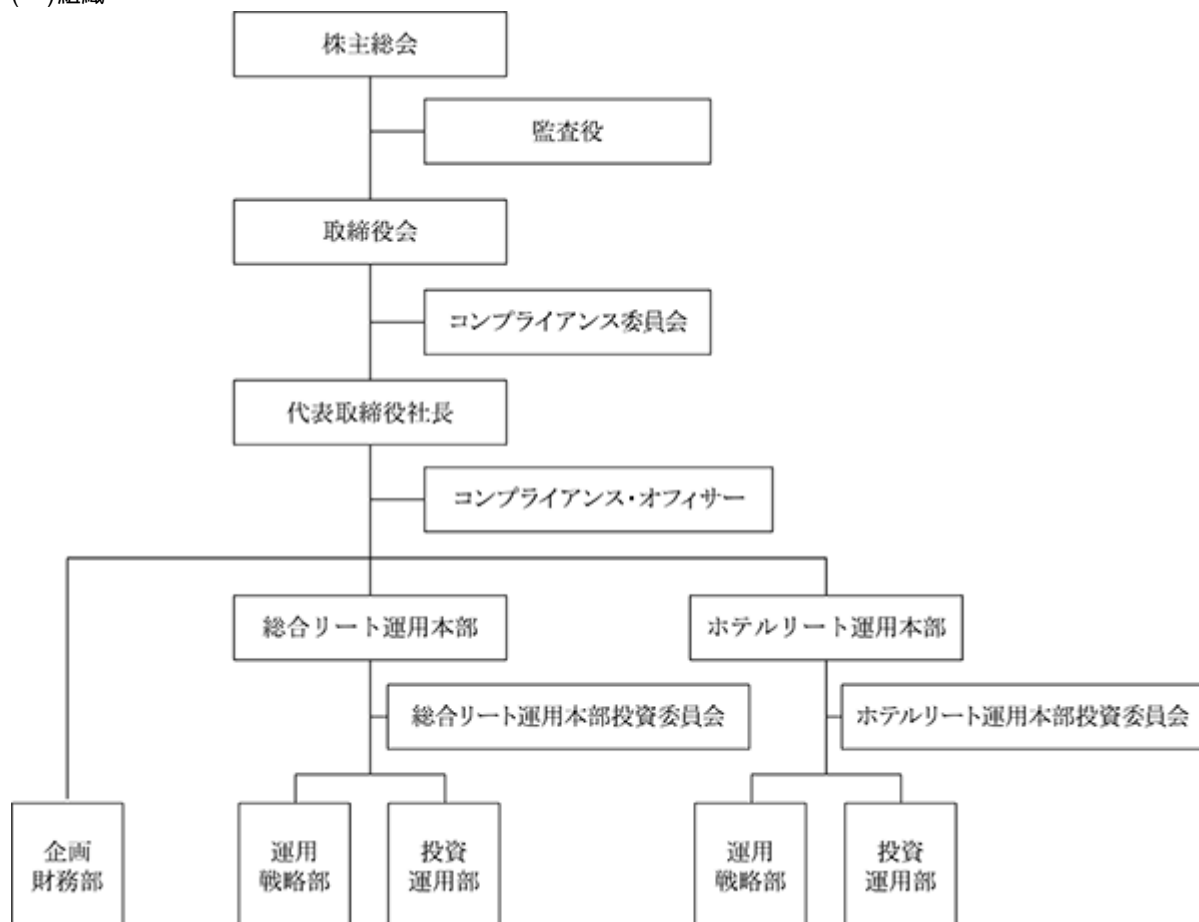 株主総会
監査役
取締役会
コンプライアンス委員会
代表取締役社長
コンプライアンス・オフィサー
総合リート運用本部
ホテルリート運用本部
総合リート運用本部投資委員会
ホテルリート運用本部投資委員会
企画
財務部
運用
戦略部
投資
運用部
運用
戦略部
投資
運用部